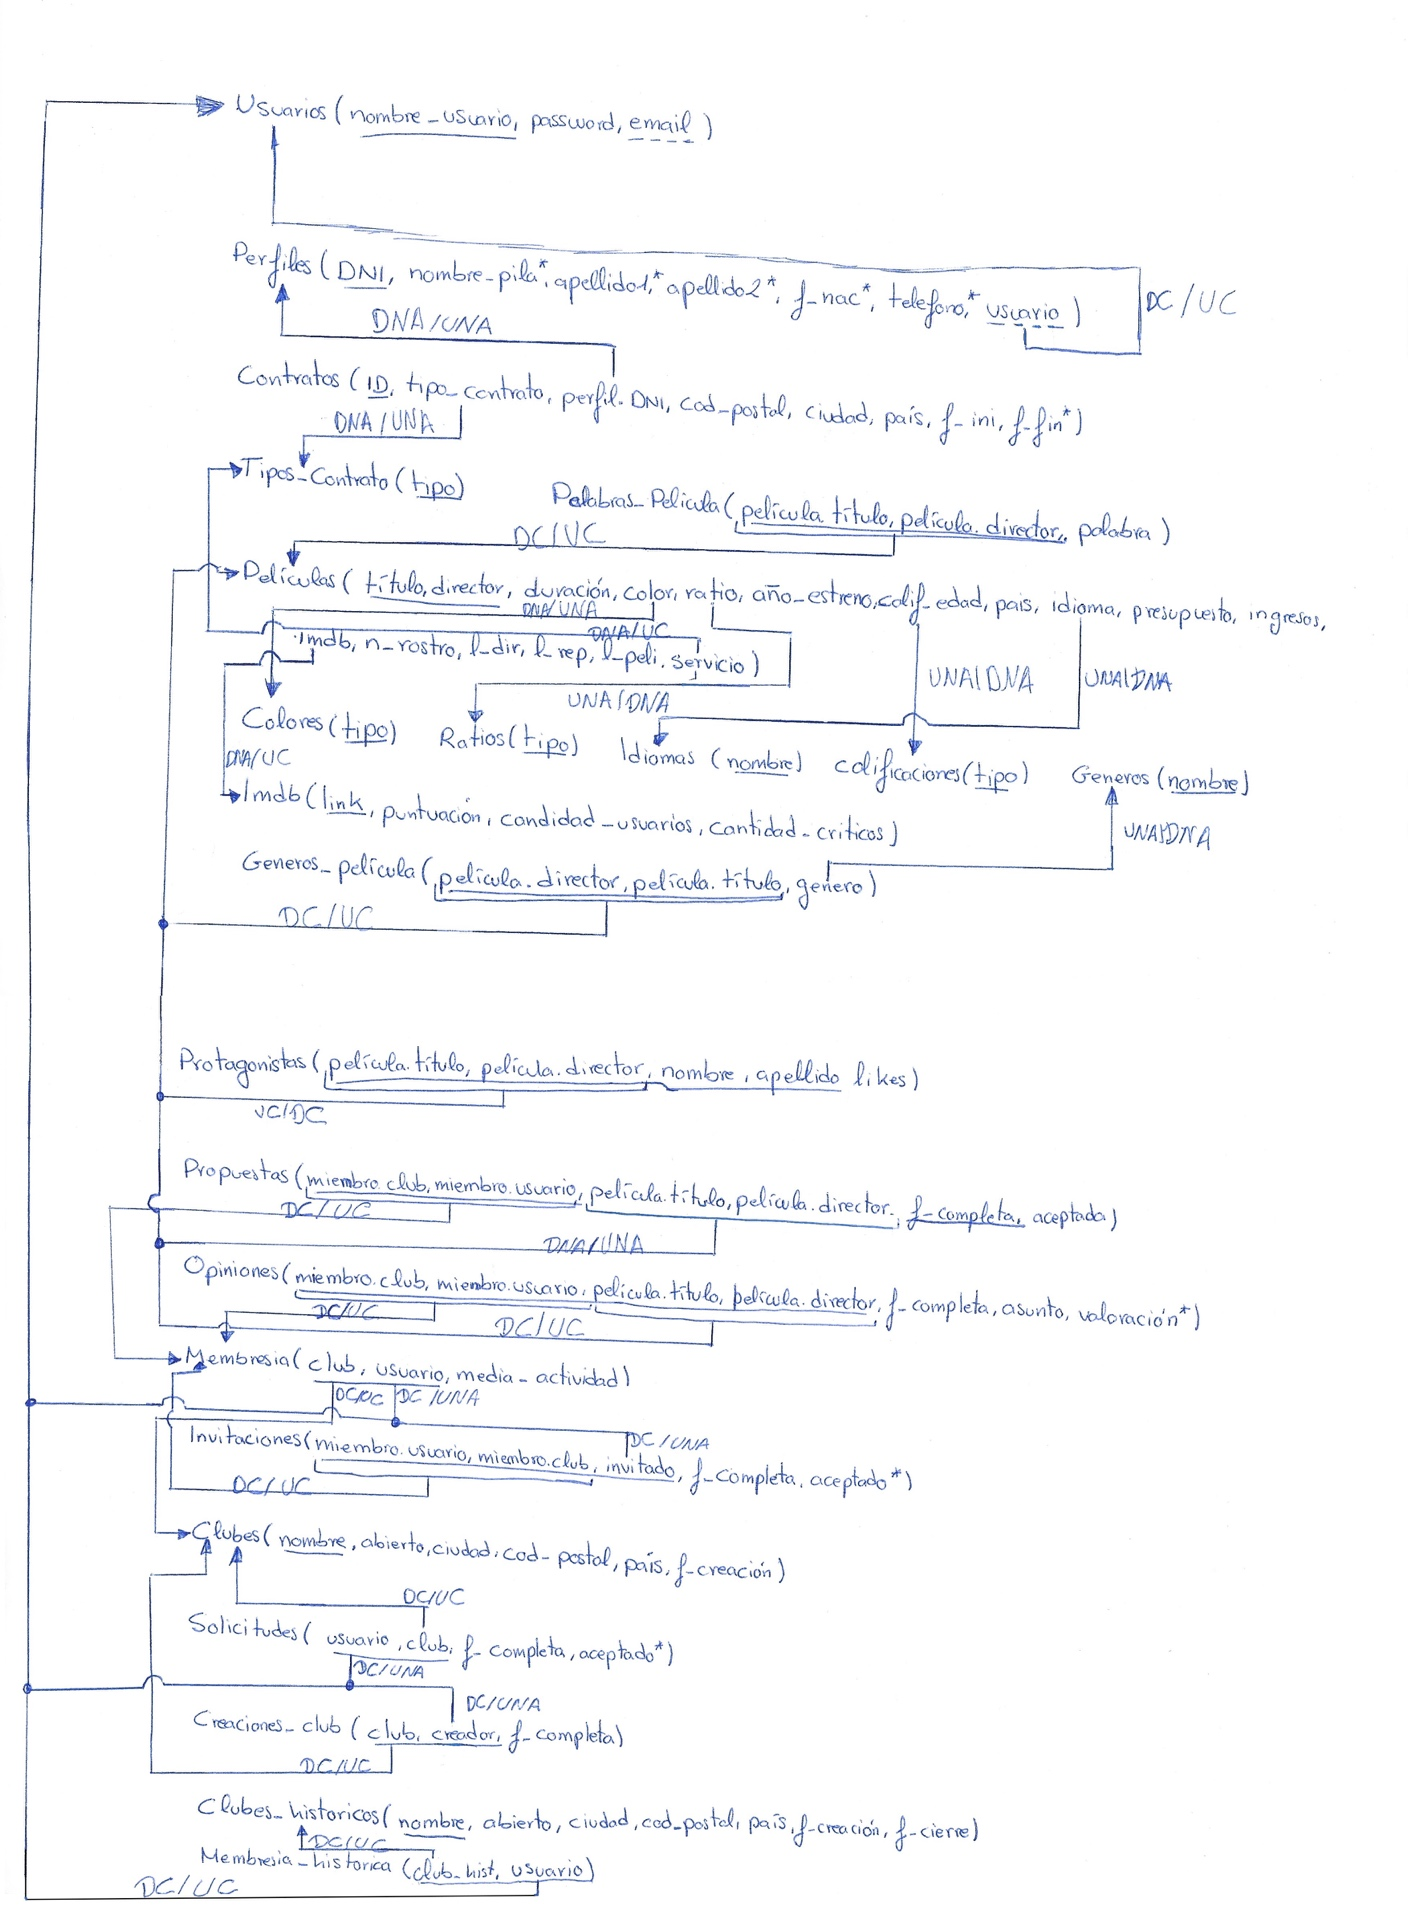 Usuarios (nombre_usuario, password, email)
Perfiles (DNI, nombre-pila*, apellido1,* apellido2*, f_nac*, telefono,* usuario)
DC/UC
DNA/UNA
Contratos (ID, tipo_contrato, perfil.DNI, cod_postal, ciudad, país, f_ini, f_fin*)
DNA/UNA
Tipos_Contrato (tipo)
Palabras_Pelicula (película.título, película.director, palabra)
DC/UC
Películas (título, director, duración, color, ratio, año_estreno, calif_edad, pais, idioma, presupuesto, ingresos,
DNA/UNA
DNA/UC
imdb, n_rostro, l_dir, l_rep, l_peli, servicio)
UNA/DNA
UNA/DNA
UNA/DNA
Colores (tipo)
Ratios (tipo)
Idiomas (nombre)
calificaciones (tipo)
Generos (nombre)
DNA/UC
Imdb (link, puntuación, candidad_usuarios, cantidad_criticos)
UNA/DNA
Generos_película (película.director, película.título, genero)
DC/UC
Protagonistas (película.título, película.director, nombre, apellido likes)
UC/DC
Propuestas (miembro.club, miembro.usuario, película.título, película.director, f_completa, aceptada)
DC/UC
DNA/UNA
Opiniones (miembro.club, miembro.usuario, película.título, película.director, f_completa, asunto, valoración*)
DC/UC
DC/UC
Membresia (club, usuario, media_actividad)
DC/UC
DC/UNA
DC/UNA
Invitaciones (miembro.usuario, miembro.club, invitado, f_completa, aceptado*)
DC/UC
Clubes (nombre, abierto, ciudad, cod_postal, país, f_creación)
DC/UC
Solicitudes (usuario, club, f_completa, aceptado*)
DC/UNA
DC/UNA
Creaciones_club (club, creador, f_completa)
DC/UC
Clubes_historicos (nombre, abierto, ciudad, cod_postal, país, f_creación, f_cierre)
DC/UC
Membresia_historica (club_hist, usuario)
DC/UC